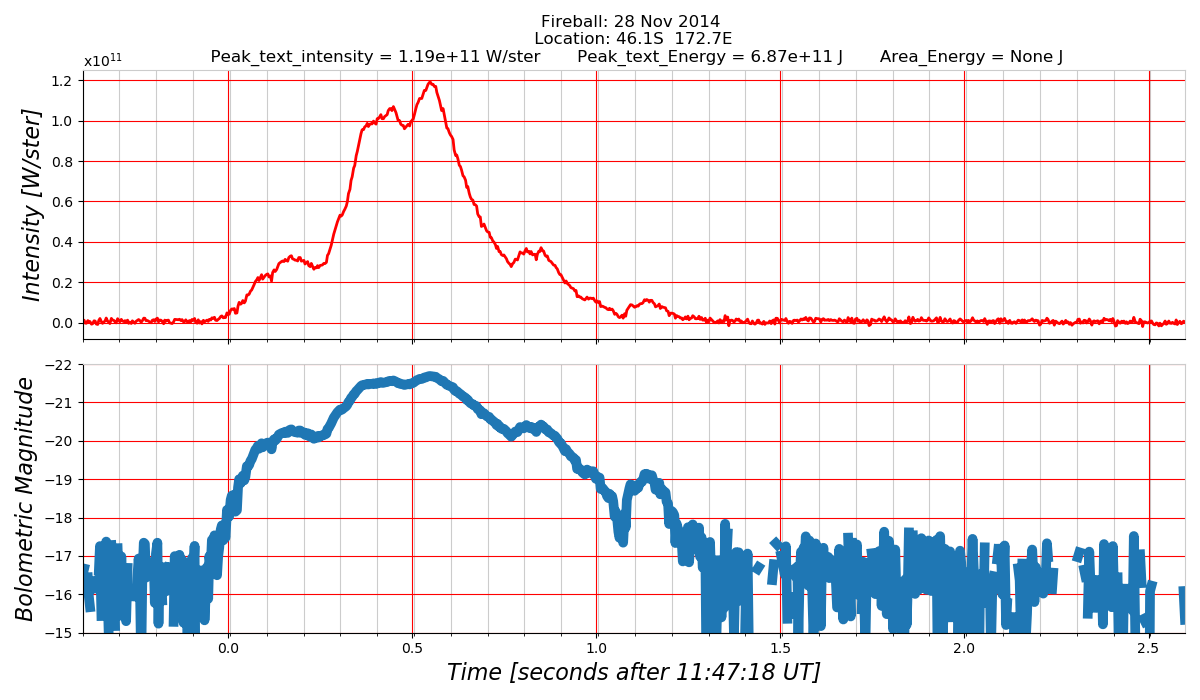 Fireball: 28 Nov 2014
Location: 46.1S  172.7E
Peak_text_intensity = 1.19e+11 W/ster       Peak_text_Energy = 6.87e+11 J       Area_Energy = None J
x10¹¹
1.2
1.0
0.8
0.6
0.4
0.2
0.0
Intensity [W/ster]
−22
−21
−20
−19
−18
−17
−16
−15
Bolometric Magnitude
0.0 0.5 1.0 1.5 2.0 2.5
Time [seconds after 11:47:18 UT]